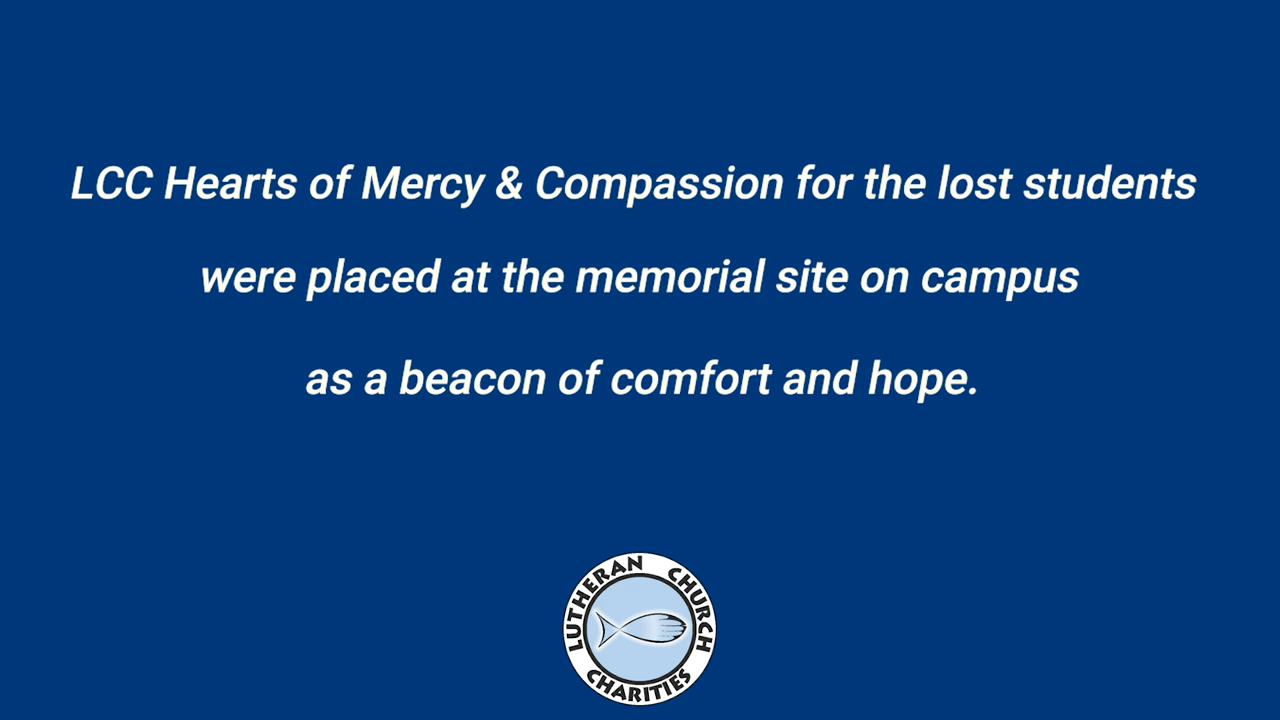 LCC Hearts of Mercy & Compassion for the lost students
were placed at the memorial site on campus
as a beacon of comfort and hope.
LUTHERAN CHURCH
CHARITIES